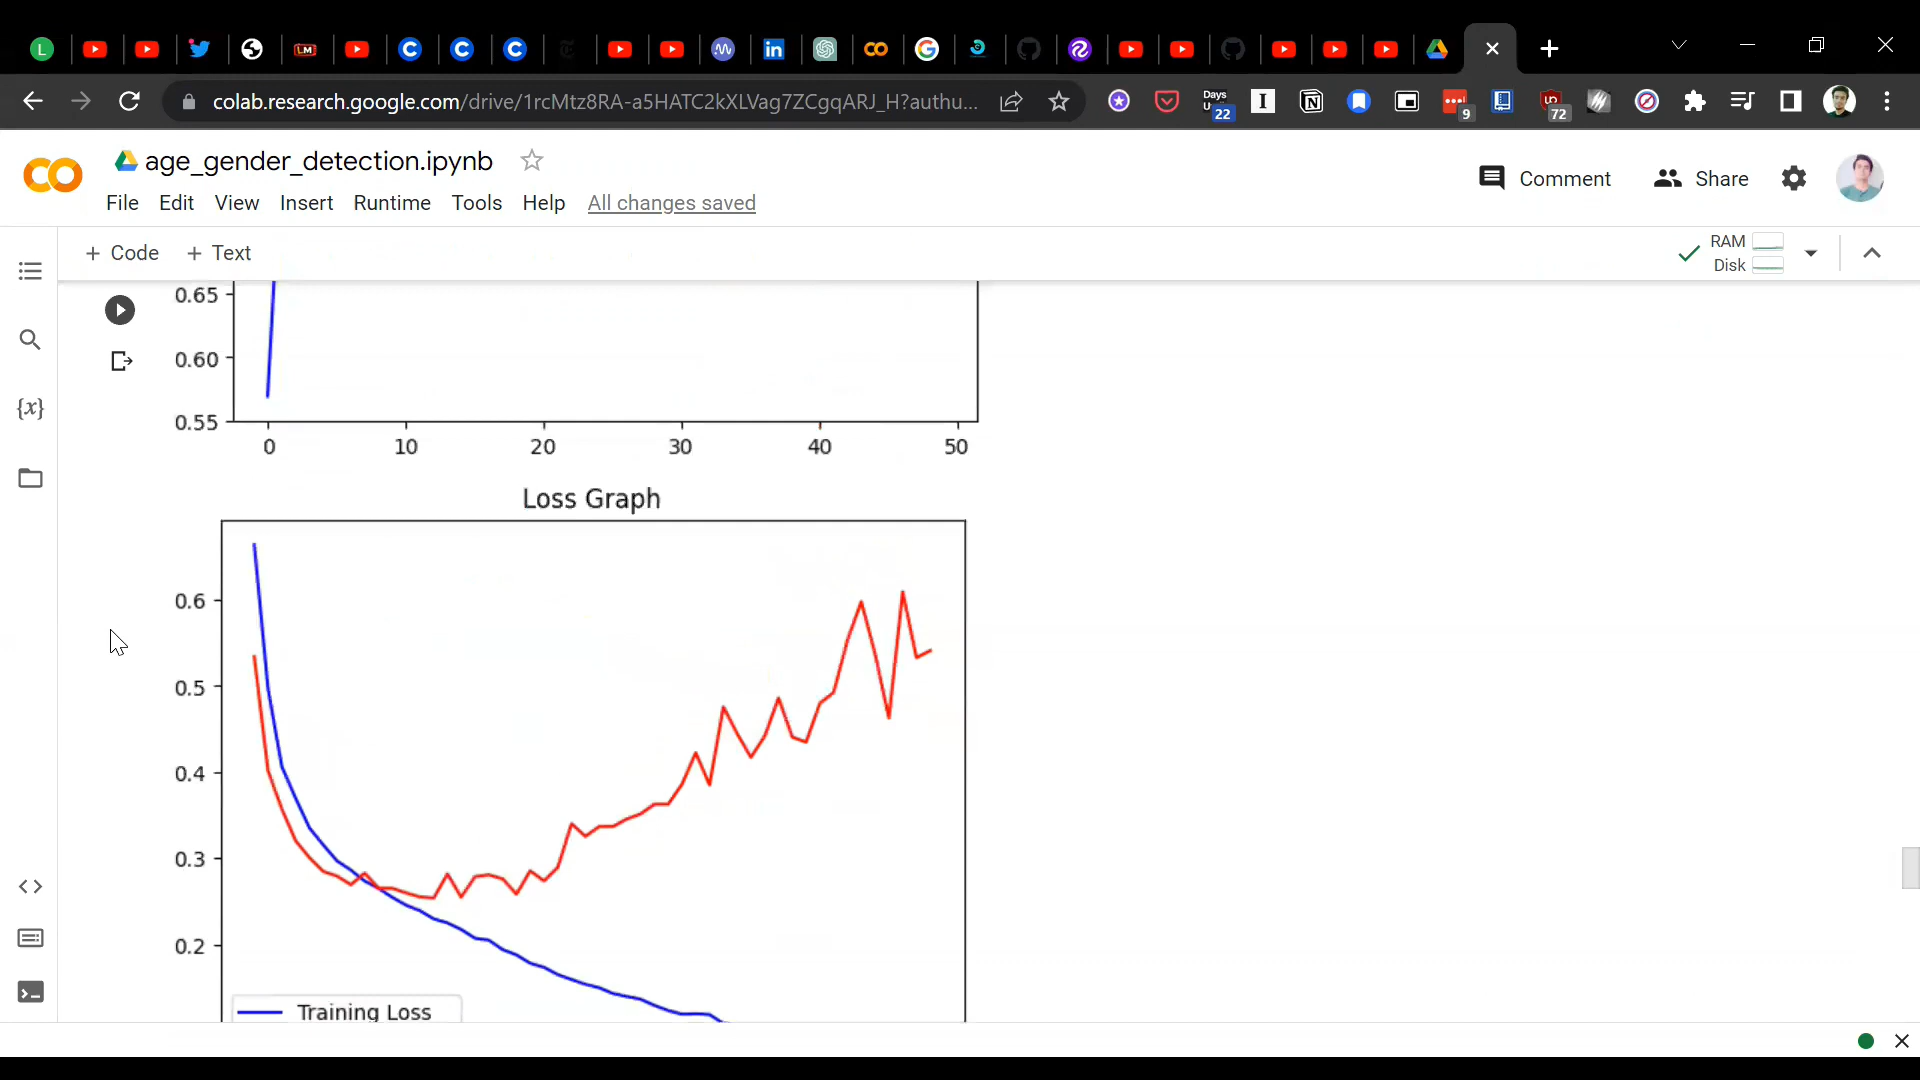 L
LM
colab.research.google.com/drive/1rcMtz8RA-a5HATC2kXLVag7ZCgqARJ_H?authu...
Days
22
9
72
age_gender_detection.ipynb
Comment
Share
File Edit View Insert Runtime Tools Help All changes saved
+ Code + Text
RAM
Disk
{x}
0.65
0.60
0.55
0 10 20 30 40 50
Loss Graph
0.6
0.5
0.4
0.3
0.2
Training Loss